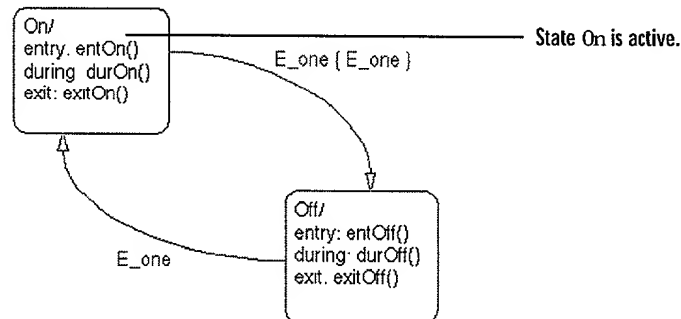 On/
entry. entOn()
during durOn()
exit: exitOn()
State On is active.
E_one { E_one }
Off/
entry: entOff()
during· durOff()
exit. exitOff()
E_one